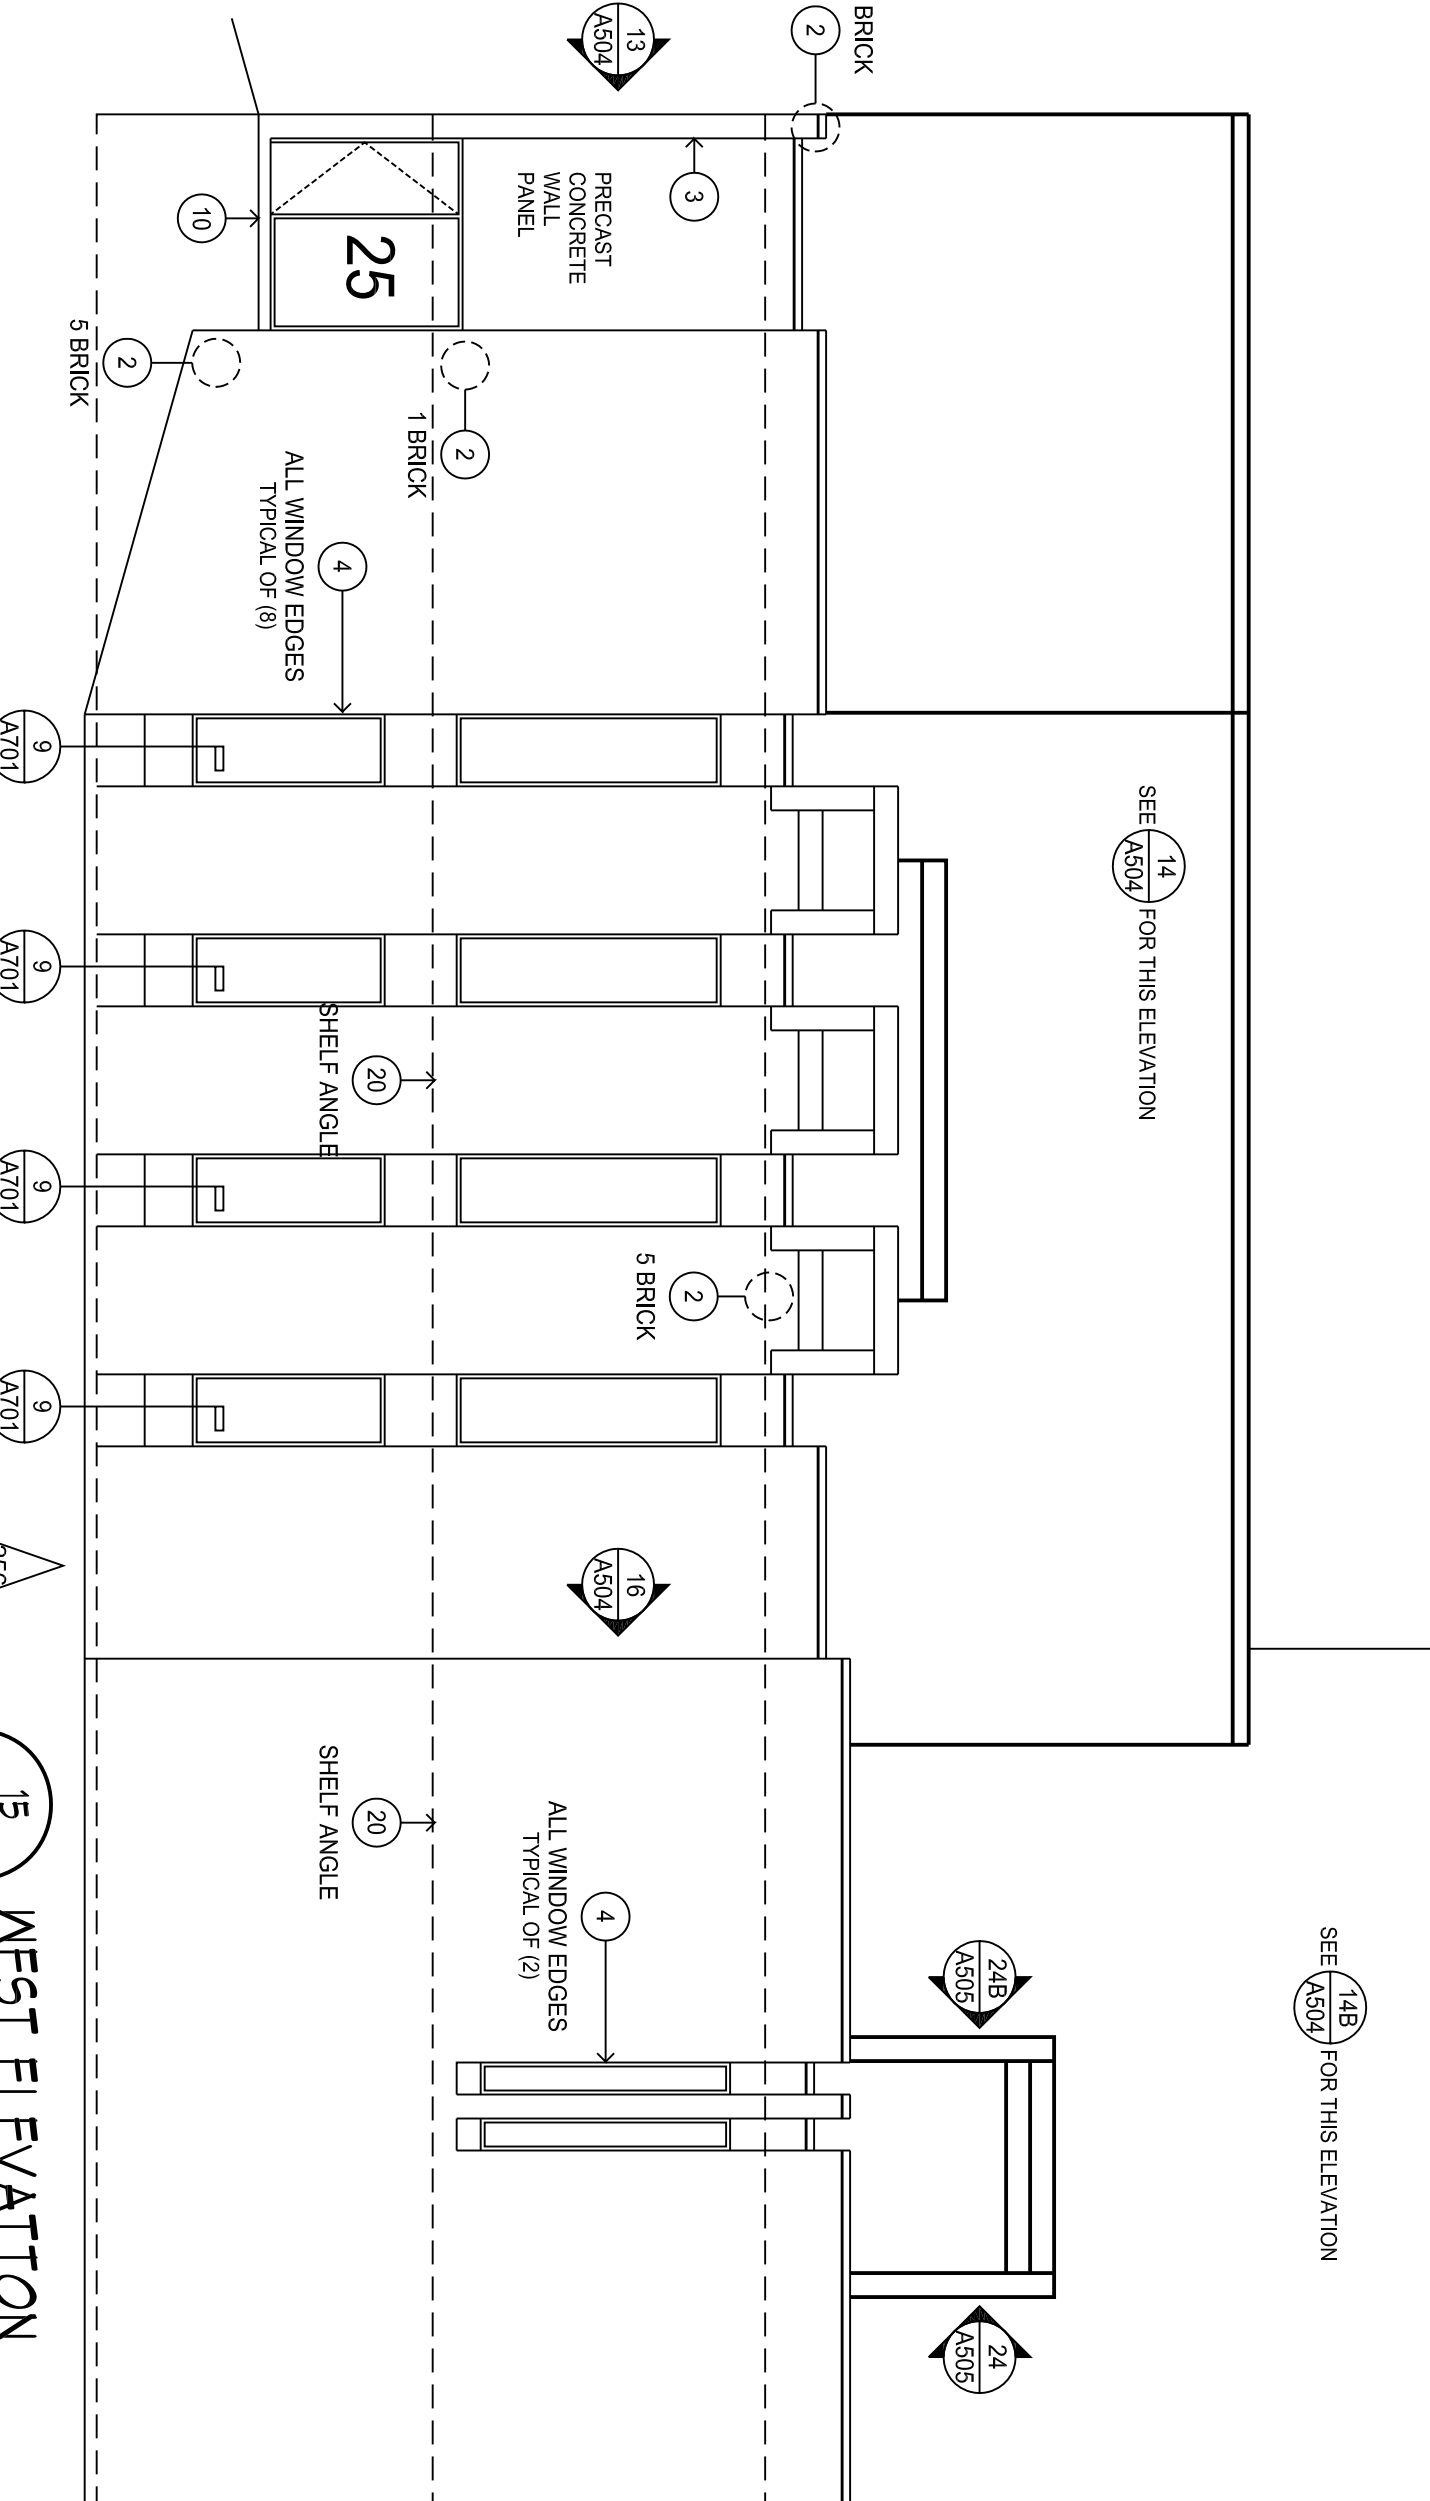 SEE
14B
A504
FOR THIS ELEVATION
SEE
14
A504
FOR THIS ELEVATION
24B
A505
24
A505
BRICK
2
3
PRECAST
CONCRETE
WALL
PANEL
13
A504
16
A504
5 BRICK
2
ALL WINDOW EDGES
TYPICAL OF (2)
4
2
1 BRICK
25
4
ALL WINDOW EDGES
TYPICAL OF (8)
20
SHELF ANGLE
20
SHELF ANGLE
10
2
5 BRICK
9
A701
9
A701
9
A701
9
A701
15
WEST ELEVATION